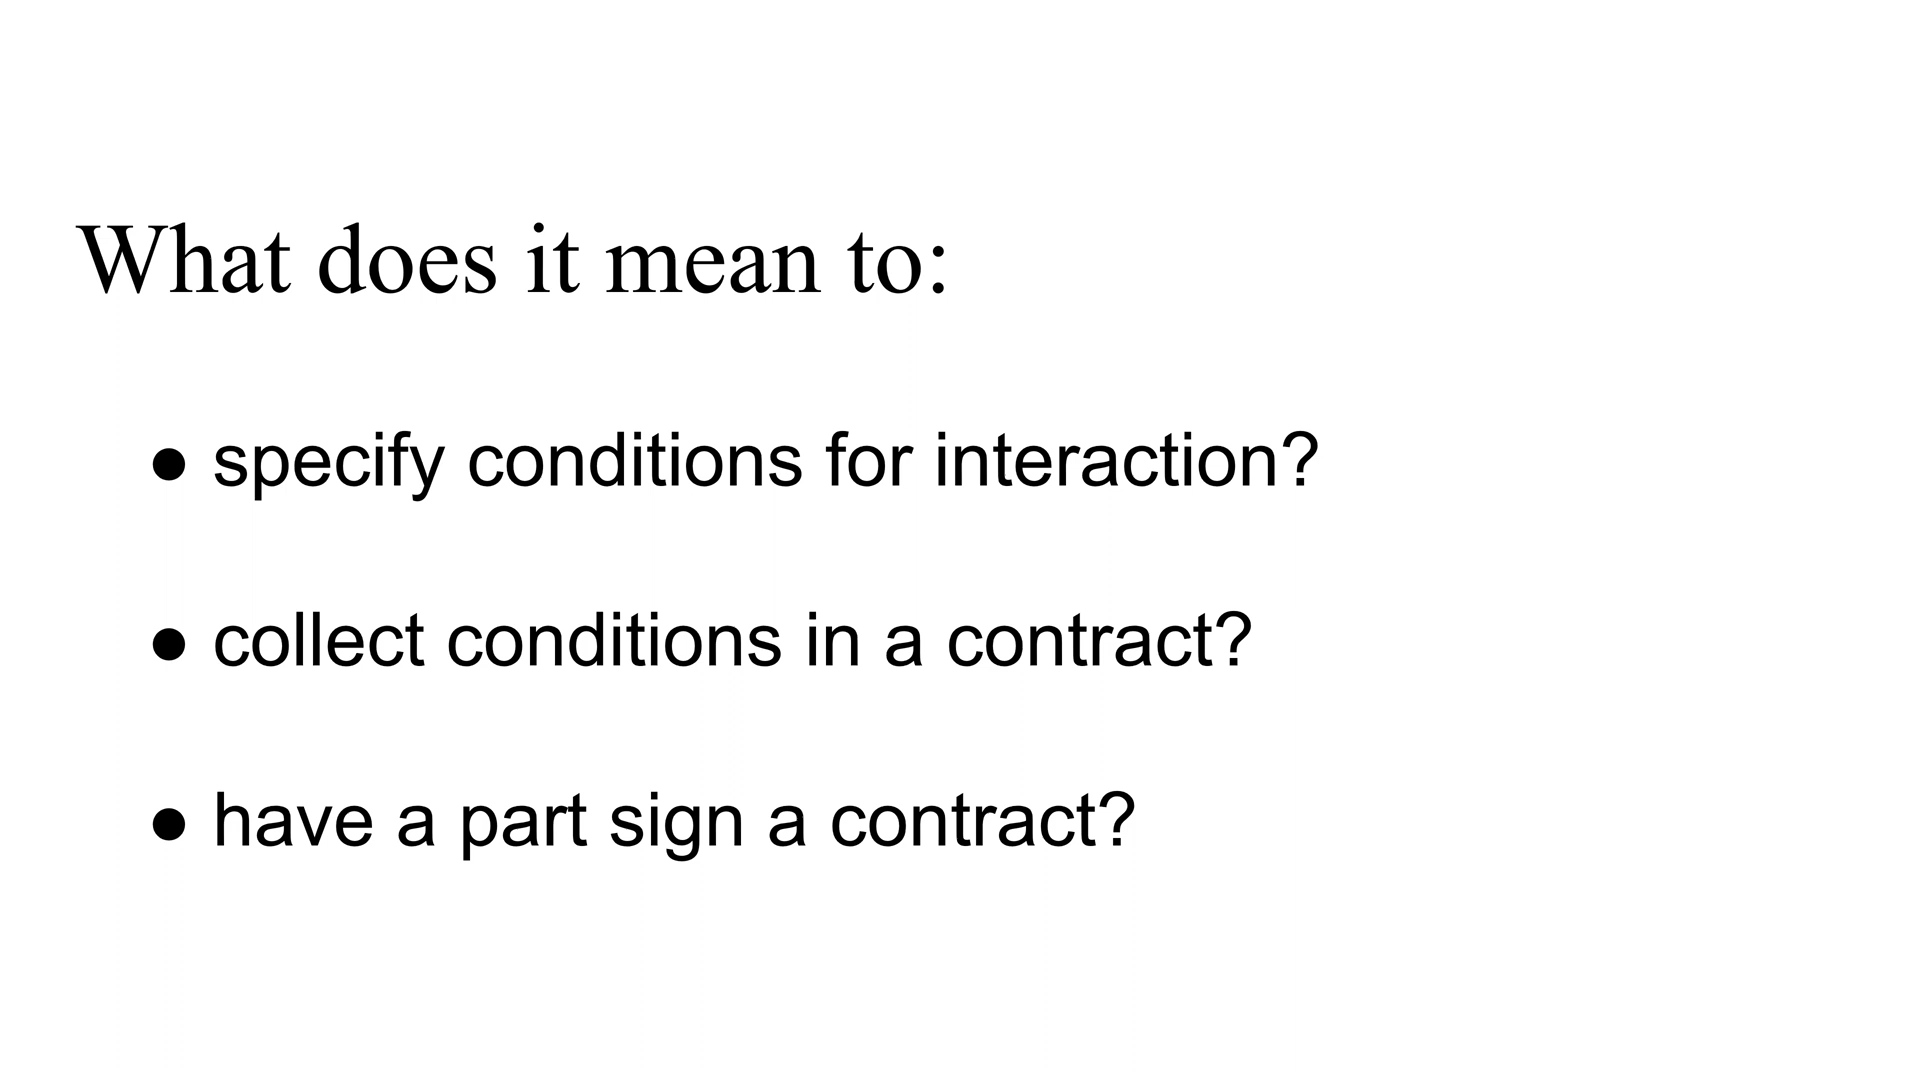 What does it mean to:
● specify conditions for interaction?
● collect conditions in a contract?
● have a part sign a contract?